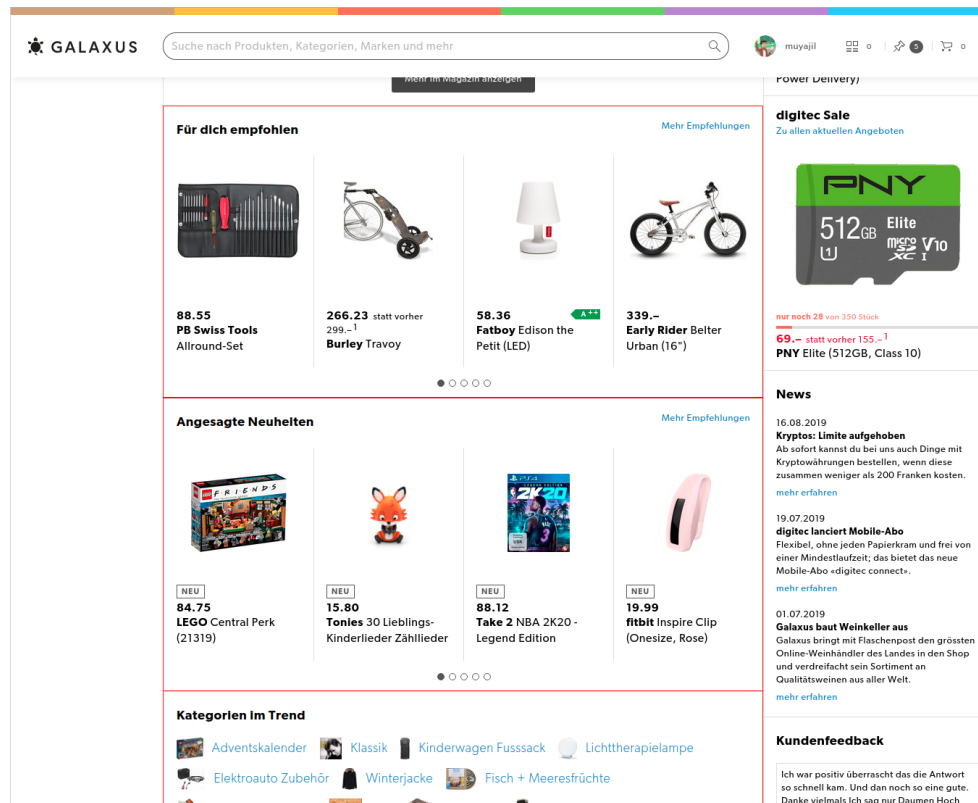 GALAXUS
Suche nach Produkten, Kategorien, Marken und mehr
muyajil
0
5
0
Mehr im Magazin anzeigen
Für dich empfohlen
Mehr Empfehlungen
88.55
PB Swiss Tools
Allround-Set
266.23 statt vorher
299.–1
Burley Travoy
58.36
A++
Fatboy Edison the
Petit (LED)
339.–
Early Rider Belter
Urban (16")
Angesagte Neuheiten
Mehr Empfehlungen
FRIENDS
NEU
84.75
LEGO Central Perk
(21319)
NEU
15.80
Tonies 30 Lieblings-
Kinderlieder Zähllieder
PS4
2K20
NEU
88.12
Take 2 NBA 2K20 -
Legend Edition
NEU
19.99
fitbit Inspire Clip
(Onesize, Rose)
Kategorien im Trend
Adventskalender Klassik Kinderwagen Fusssack Lichttherapielampe
Elektroauto Zubehör Winterjacke Fisch + Meeresfrüchte
Power Delivery)
digitec Sale
Zu allen aktuellen Angeboten
PNY
512GB Elite
U1 micro SD XC I V10
nur noch 28 von 350 Stück
69.– statt vorher 155.–1
PNY Elite (512GB, Class 10)
News
16.08.2019
Kryptos: Limite aufgehoben
Ab sofort kannst du bei uns auch Dinge mit
Kryptowährungen bestellen, wenn diese
zusammen weniger als 200 Franken kosten.
mehr erfahren
19.07.2019
digitec lanciert Mobile-Abo
Flexibel, ohne jeden Papierkram und frei von
einer Mindestlaufzeit; das bietet das neue
Mobile-Abo «digitec connect».
mehr erfahren
01.07.2019
Galaxus baut Weinkeller aus
Galaxus bringt mit Flaschenpost den grössten
Online-Weinhändler des Landes in den Shop
und verdreifacht sein Sortiment an
Qualitätsweinen aus aller Welt.
mehr erfahren
Kundenfeedback
Ich war positiv überrascht das die Antwort
so schnell kam. Und dan noch so eine gute.
Danke vielmals Ich sag nur Daumen Hoch